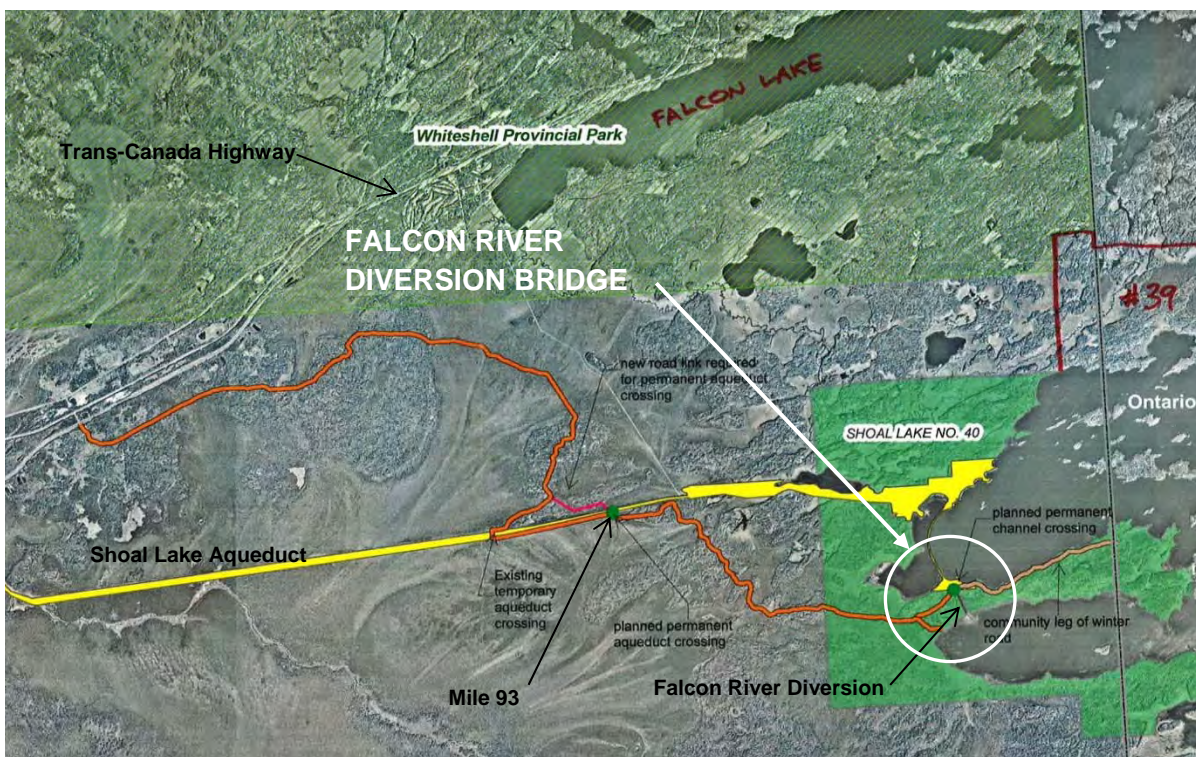 FALCON LAKE
Whiteshell Provincial Park
Trans-Canada Highway
FALCON RIVER
DIVERSION BRIDGE
#39
new road link required
for permanent aqueduct
crossing
Ontario
SHOAL LAKE NO. 40
planned permanent
channel crossing
Shoal Lake Aqueduct
Existing
temporary
aqueduct
crossing
planned permanent
aqueduct crossing
community leg of winter
road
Mile 93
Falcon River Diversion